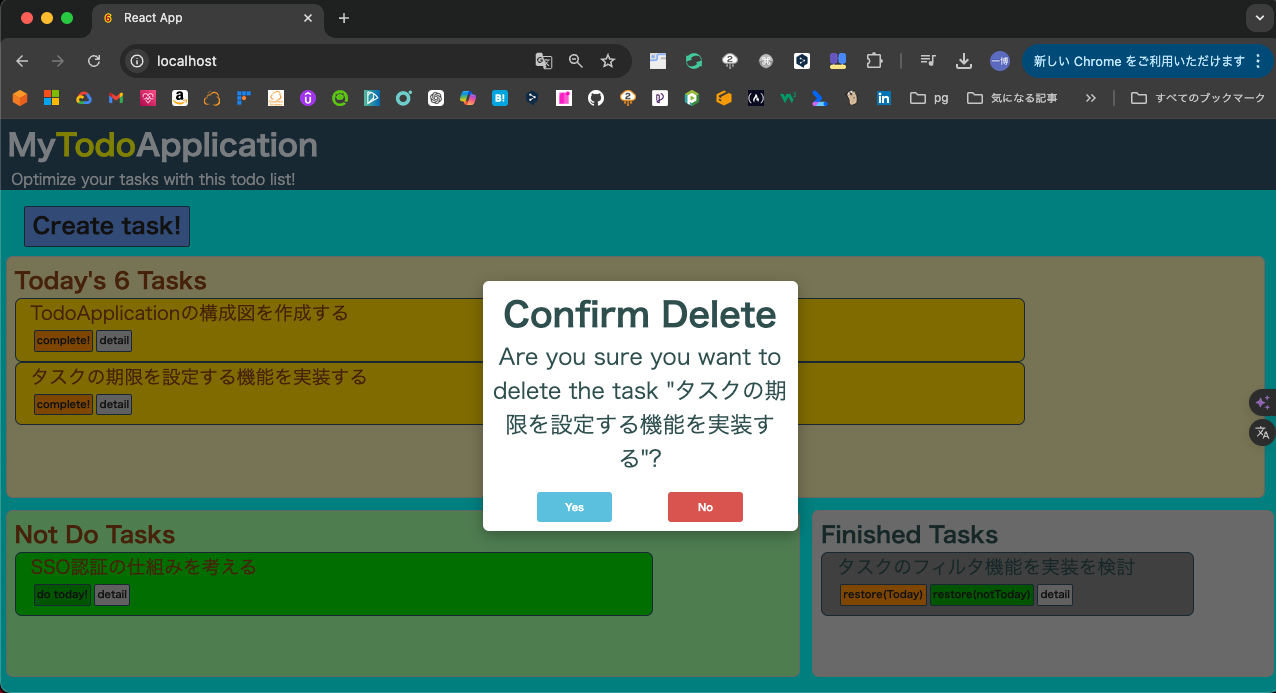 React App
localhost
新しい Chrome をご利用いただけます
pg
気になる記事
すべてのブックマーク
MyTodoApplication
Optimize your tasks with this todo list!
Create task!
Today's 6 Tasks
TodoApplicationの構成図を作成する
complete! detail
タスクの期限を設定する機能を実装する
complete! detail
Confirm Delete
Are you sure you want to
delete the task "タスクの期
限を設定する機能を実装す
る"?
Yes No
Not Do Tasks
SSO認証の仕組みを考える
do today! detail
Finished Tasks
タスクのフィルタ機能を実装を検討
restore(Today) restore(notToday) detail